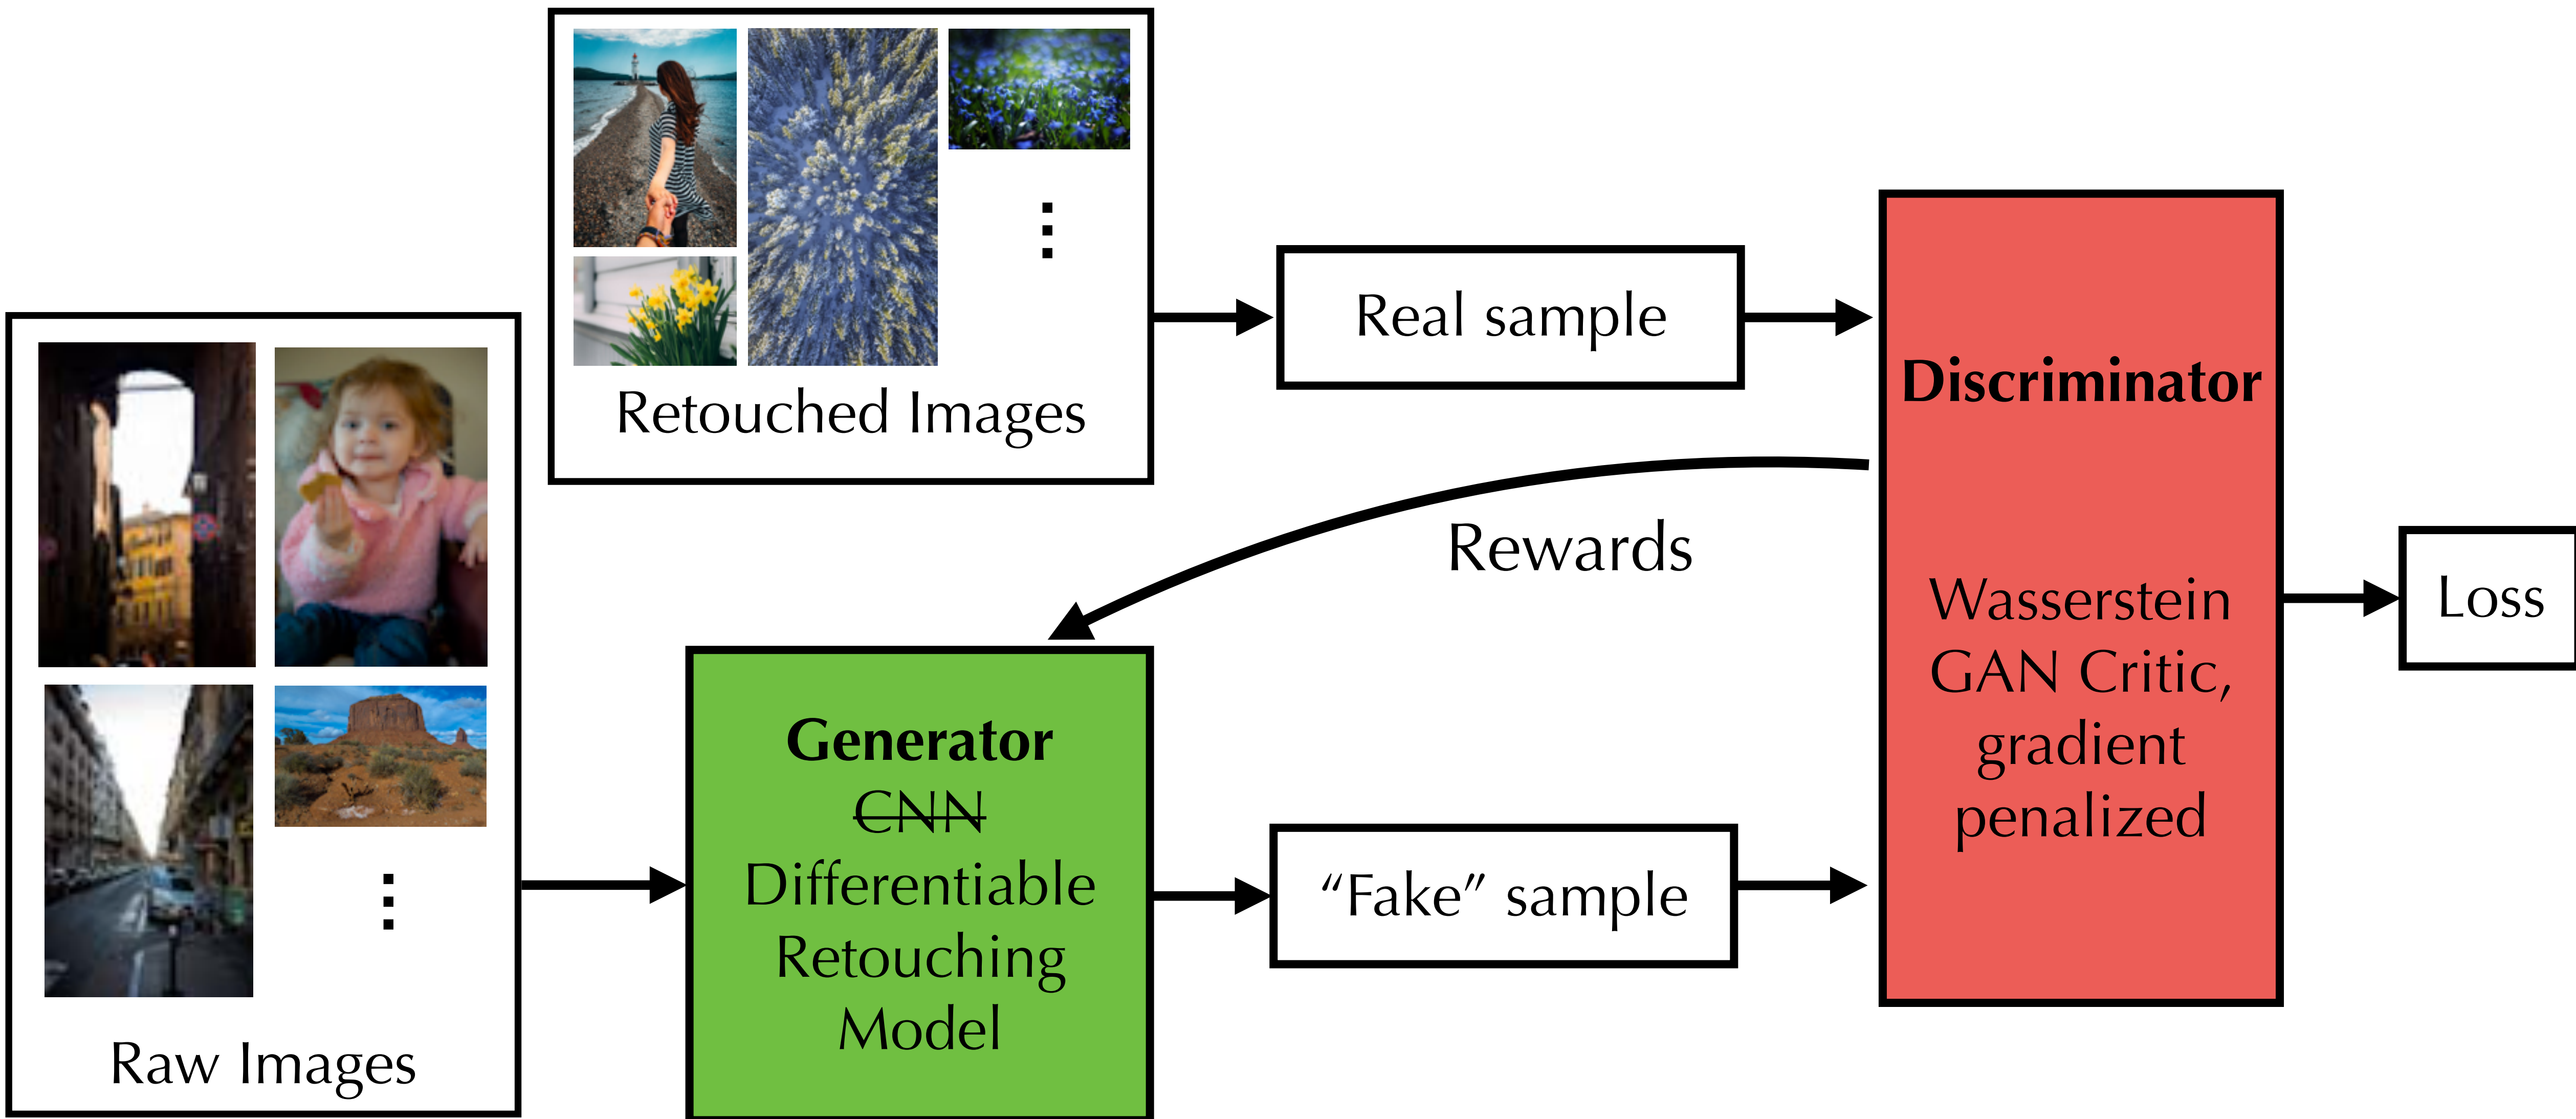 Retouched Images
Real sample
Discriminator
Wasserstein
GAN Critic,
gradient
penalized
Rewards
Loss
Raw Images
Generator
CNN
Differentiable
Retouching
Model
“Fake” sample